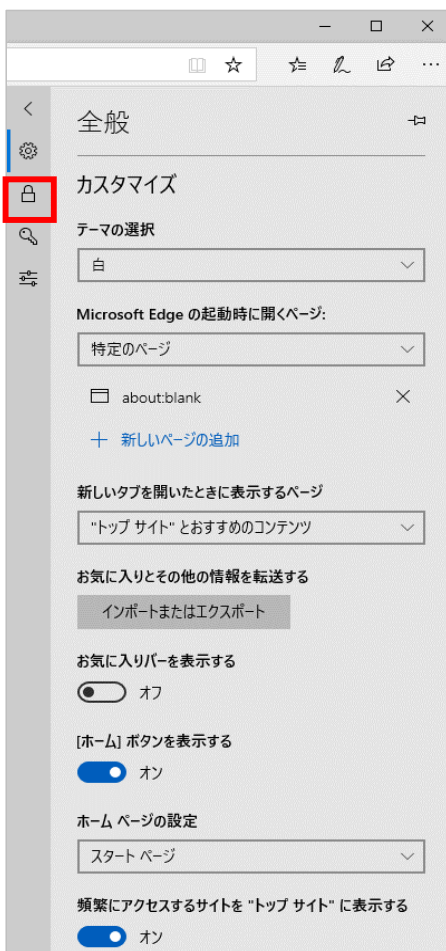 全般
カスタマイズ
テーマの選択
白
Microsoft Edge の起動時に開くページ:
特定のページ
about:blank
新しいページの追加
新しいタブを開いたときに表示するページ
"トップ サイト" とおすすめのコンテンツ
お気に入りとその他の情報を転送する
インポートまたはエクスポート
お気に入りバーを表示する
オフ
[ホーム] ボタンを表示する
オン
ホーム ページの設定
スタート ページ
頻繁にアクセスするサイトを "トップ サイト" に表示する
オン